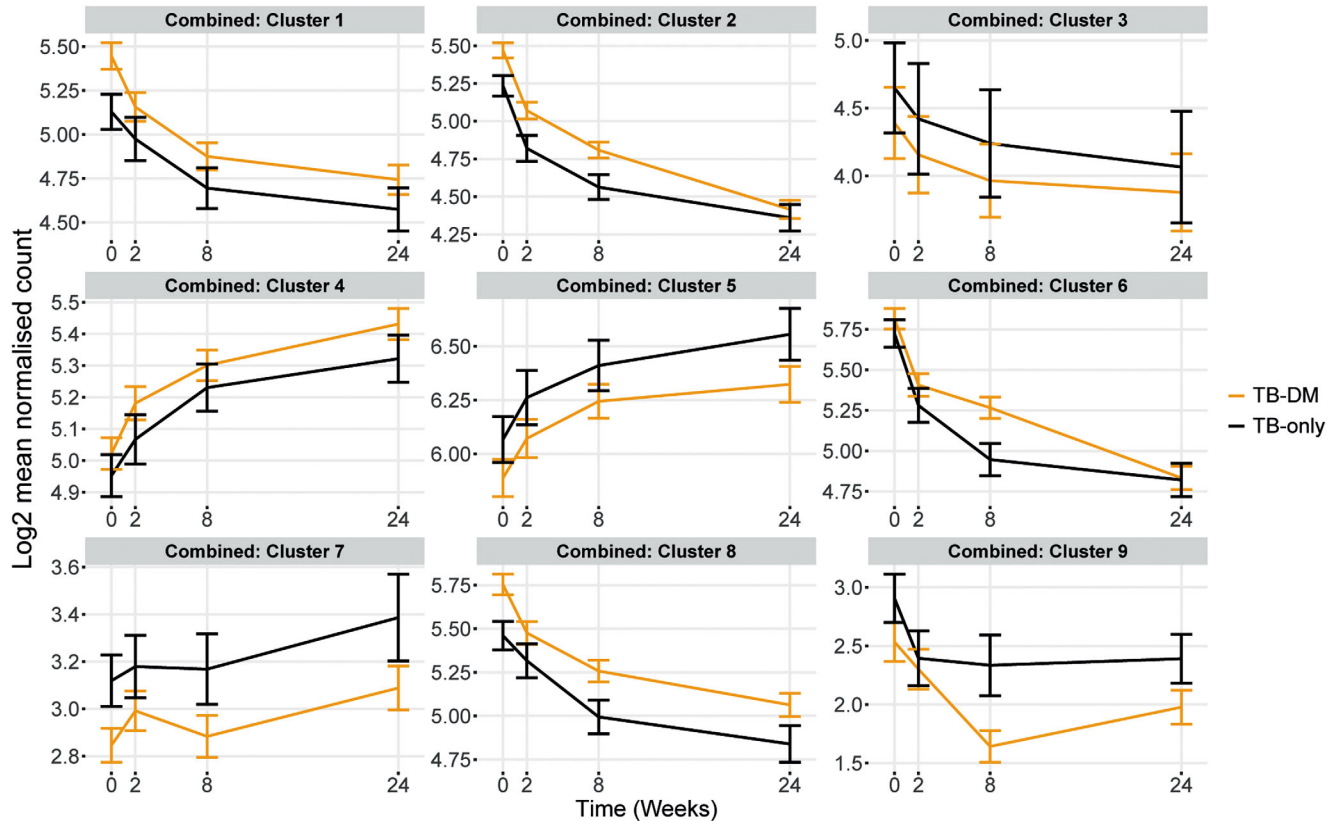 Combined: Cluster 1
Combined: Cluster 2
Combined: Cluster 3
5.50
5.25
5.00
4.75
4.50
0 2 8 24
5.50
5.25
5.00
4.75
4.50
4.25
0 2 8 24
5.0
4.5
4.0
0 2 8 24
Log2 mean normalised count
Combined: Cluster 4
Combined: Cluster 5
Combined: Cluster 6
5.5
5.4
5.3
5.2
5.1
5.0
4.9
0 2 8 24
6.50
6.25
6.00
0 2 8 24
5.75
5.50
5.25
5.00
4.75
0 2 8 24
TB-DM
TB-only
Combined: Cluster 7
Combined: Cluster 8
Combined: Cluster 9
3.6
3.4
3.2
3.0
2.8
0 2 8 24
5.75
5.50
5.25
5.00
4.75
0 2 8 24
3.0
2.5
2.0
1.5
0 2 8 24
Time (Weeks)